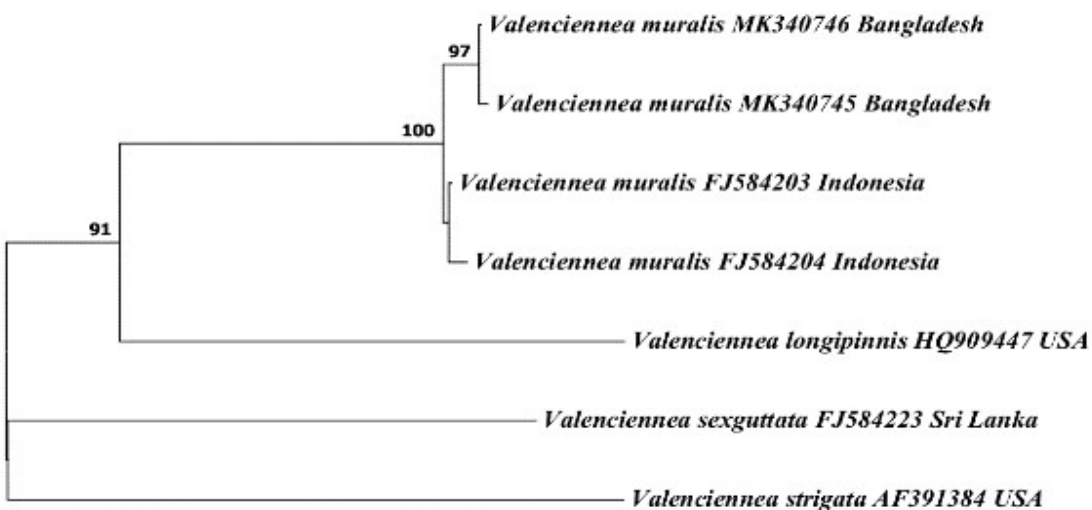 Valenciennea muralis MK340746 Bangladesh
97
Valenciennea muralis MK340745 Bangladesh
100
Valenciennea muralis FJ584203 Indonesia
91
Valenciennea muralis FJ584204 Indonesia
Valenciennea longipinnis HQ909447 USA
Valenciennea sexguttata FJ584223 Sri Lanka
Valenciennea strigata AF391384 USA